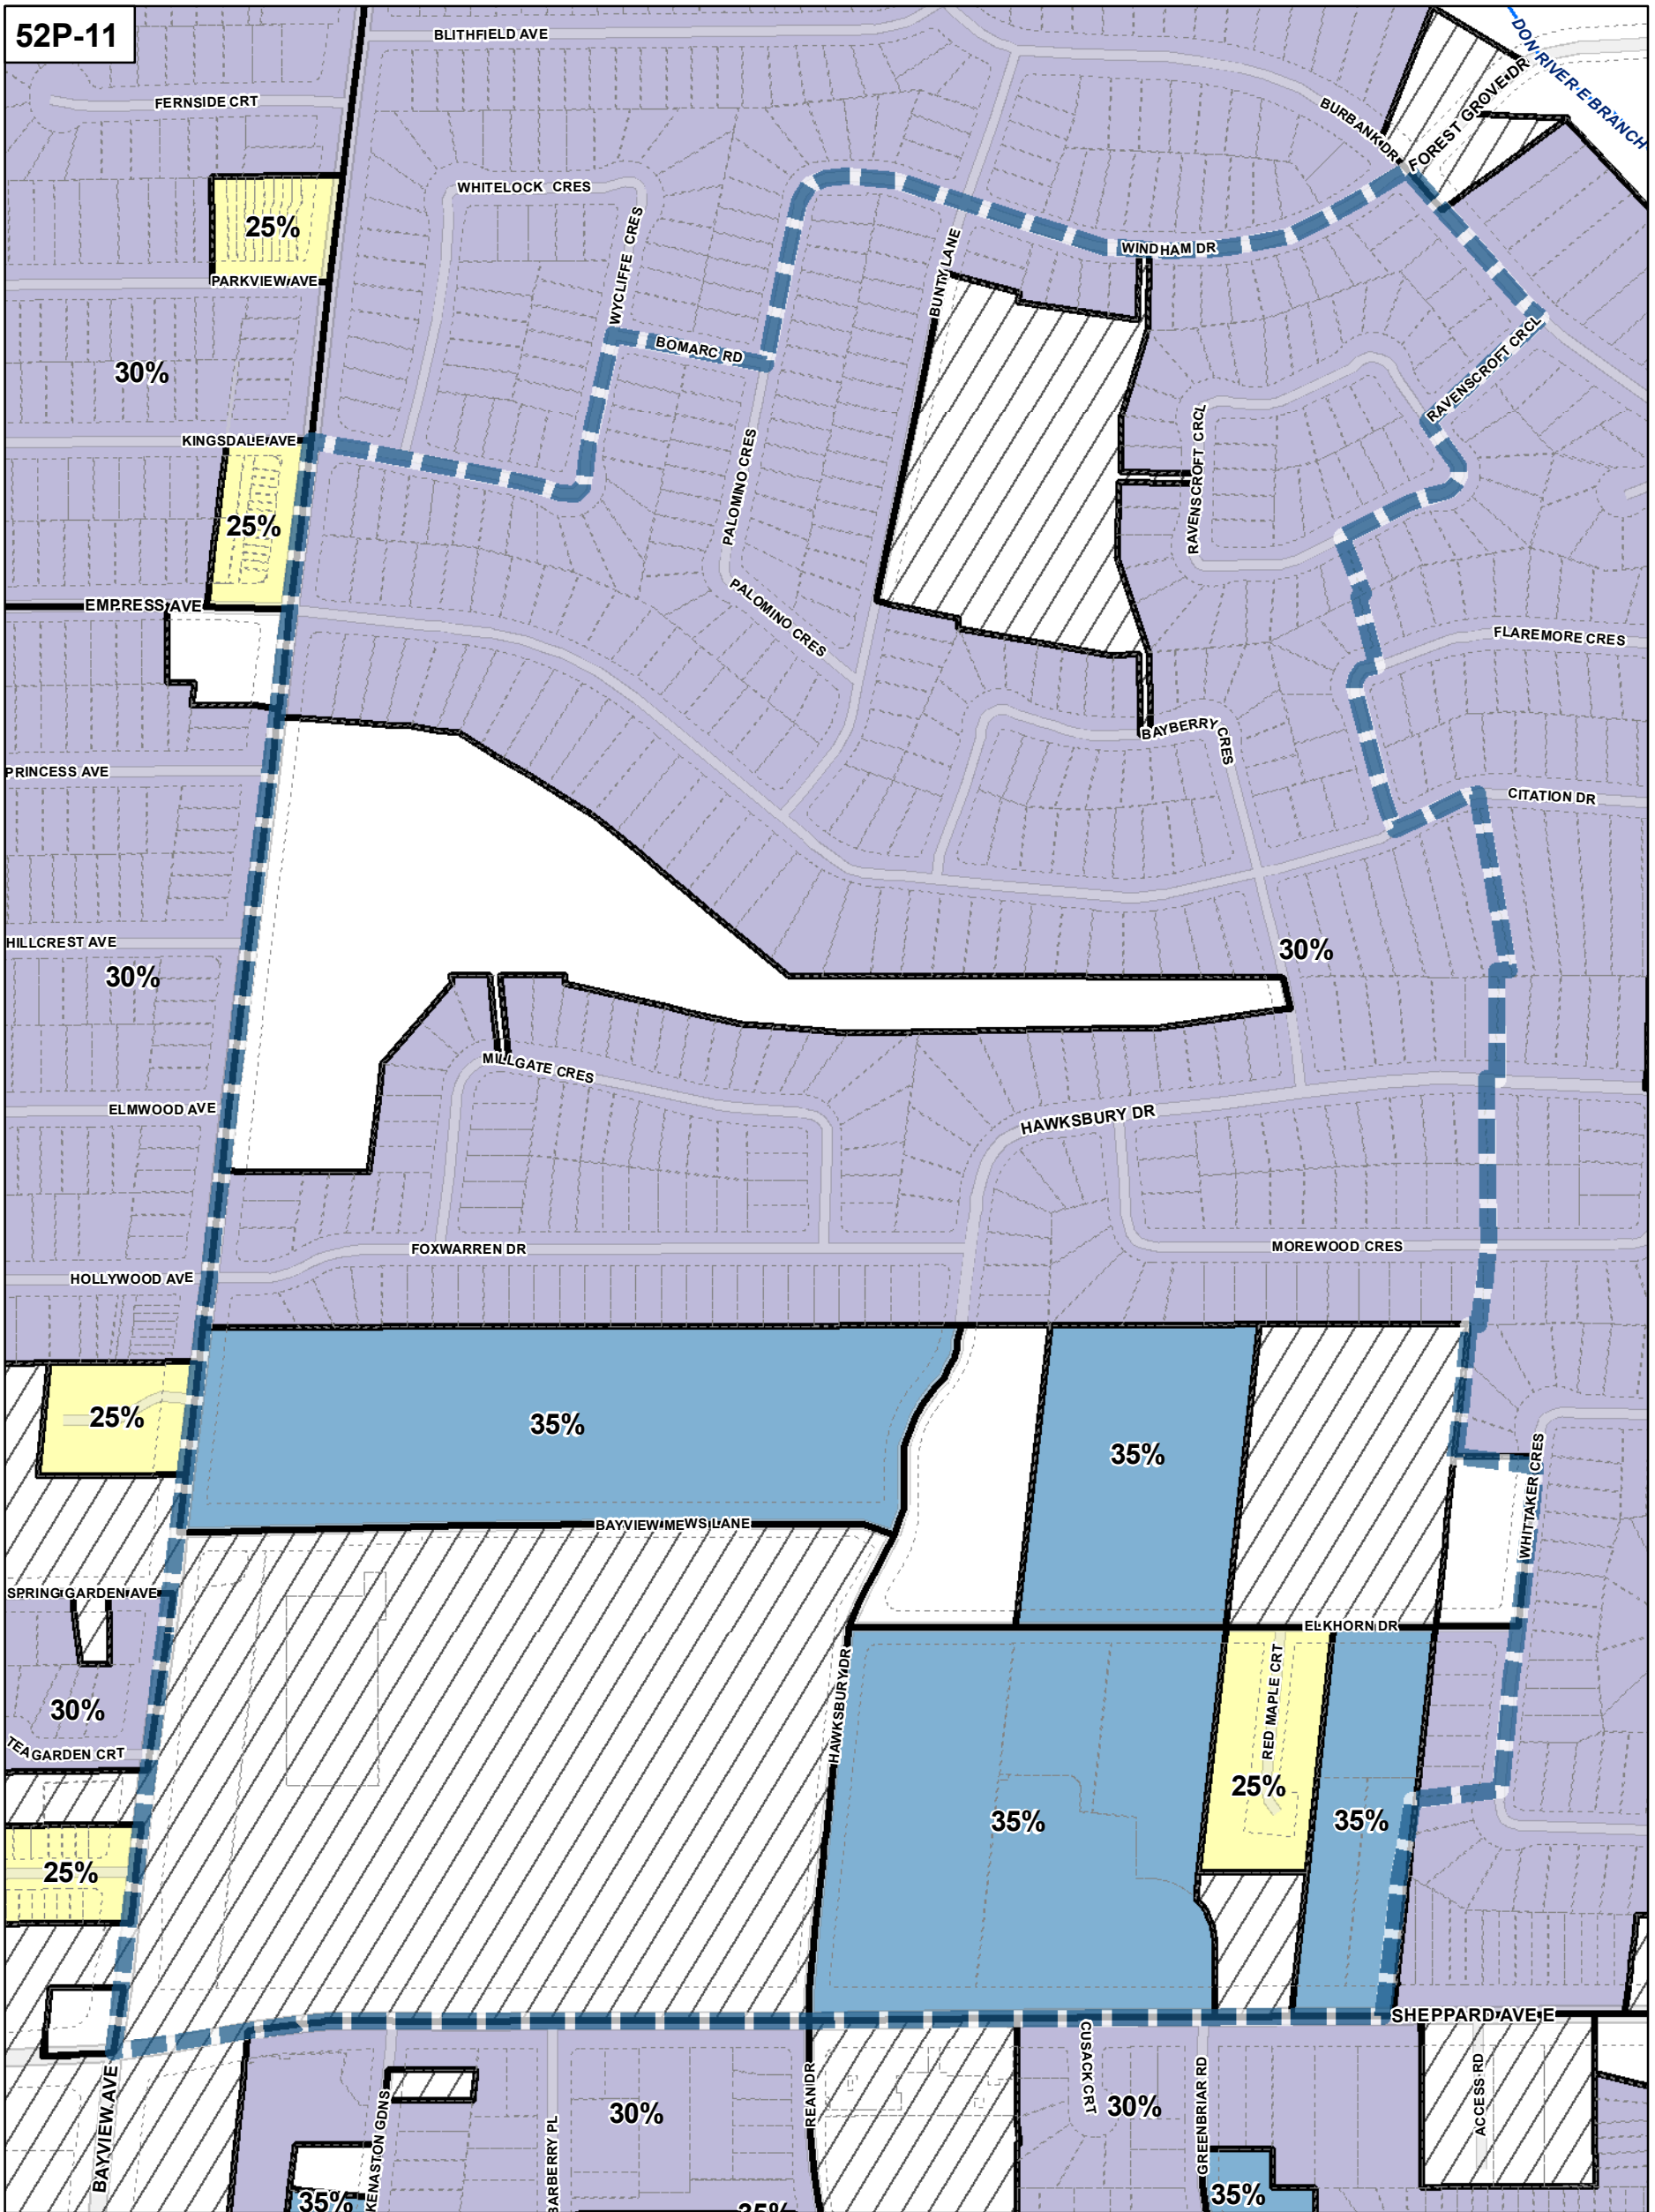 52P-11
BLITHFIELD AVE
DON RIVER E BRANCH
FERNSIDE CRT
BURBANK DR
FOREST GROVE DR
WHITELOCK CRES
25%
WYCLIFFE CRES
WINDHAM DR
PARKVIEW AVE
BUNTY LANE
BOMARC RD
30%
RAVENSCROFT CRCL
KINGSDALE AVE
RAVENSCROFT CRCL
PALOMINO CRES
25%
EMPRESS AVE
PALOMINO CRES
FLAREMORE CRES
BAYBERRY CRES
PRINCESS AVE
CITATION DR
HILLCREST AVE
30%
30%
MILLGATE CRES
ELMWOOD AVE
HAWKSBURY DR
FOXWARREN DR
MOREWOOD CRES
HOLLYWOOD AVE
25%
35%
35%
WHITTAKER CRES
BAYVIEW MEWS LANE
SPRING GARDEN AVE
ELKHORN DR
HAWKSBURY DR
RED MAPLE CRT
30%
TEAGARDEN CRT
25%
35%
35%
25%
SHEPPARD AVE E
BAYVIEW AVE
KENASTON GDNS
BARBERRY PL
30%
REAN DR
CUSACK CRT
30%
GREENBRIAR RD
ACCESS RD
35%
35%
35%